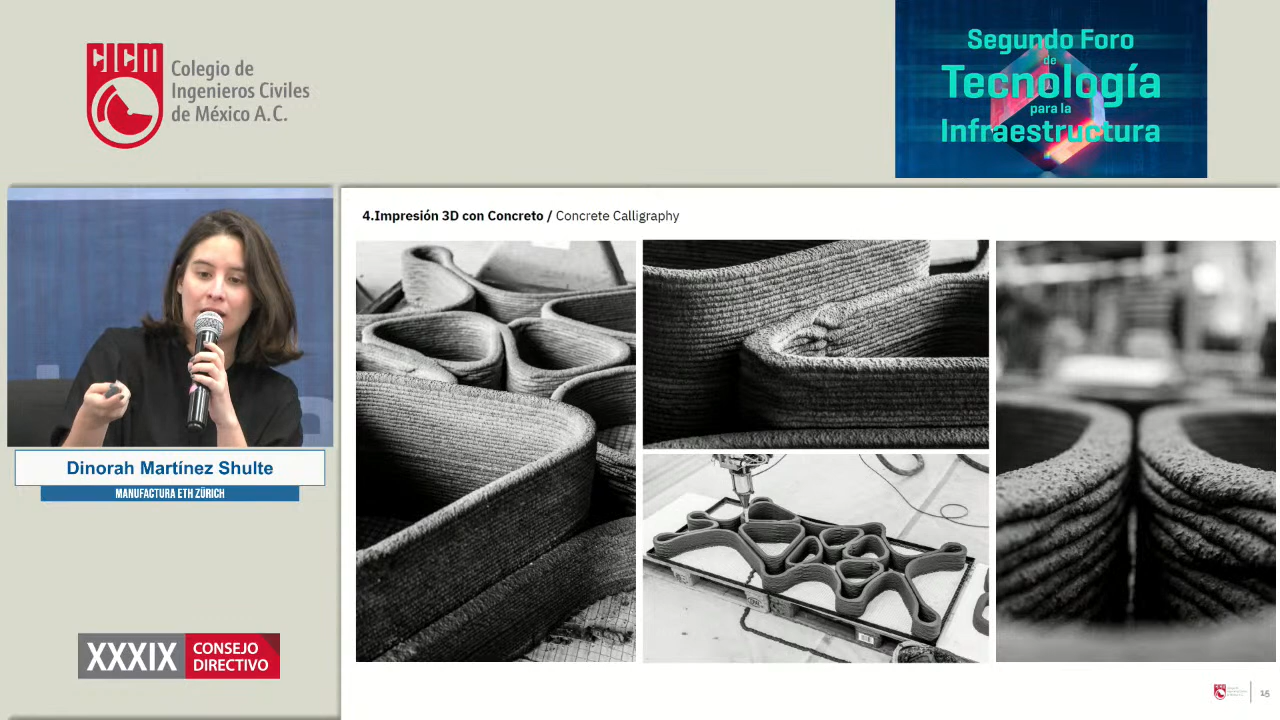 CICM
Colegio de
Ingenieros Civiles
de México A.C.
Segundo Foro
de
Tecnología
para la
Infraestructura
4.Impresión 3D con Concreto / Concrete Calligraphy
Dinorah Martínez Shulte
MANUFACTURA ETH ZÜRICH
XXXIX
CONSEJO
DIRECTIVO
15